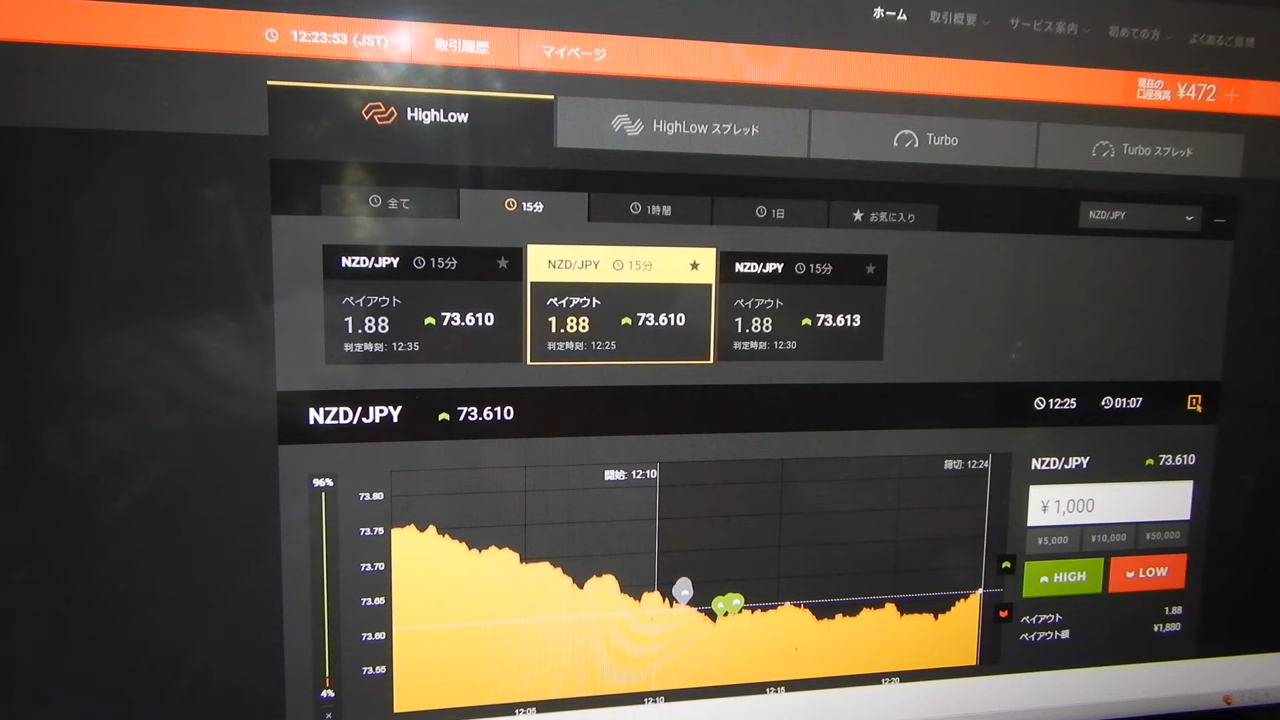 ホーム 取引概要 サービス案内 初めての方 よくあるご質問
12:23:53 (JST) 取引履歴 マイページ
現在の口座残高 ¥472
HighLow
HighLow スプレッド
Turbo
Turbo スプレッド
全て
15分
1時間
1日
お気に入り
NZD/JPY
NZD/JPY 15分
ペイアウト
1.88 73.610
判定時刻: 12:35
NZD/JPY 15分
ペイアウト
1.88 73.610
判定時刻: 12:25
NZD/JPY 15分
ペイアウト
1.88 73.613
判定時刻: 12:30
NZD/JPY 73.610
12:25 01:07
96%
4%
73.80
73.75
73.70
73.65
73.60
73.55
開始: 12:10
締切: 12:24
12:05 12:10 12:15 12:20
NZD/JPY 73.610
¥ 1,000
¥5,000 ¥10,000 ¥50,000
HIGH LOW
ペイアウト 1.88
ペイアウト額 ¥1,880